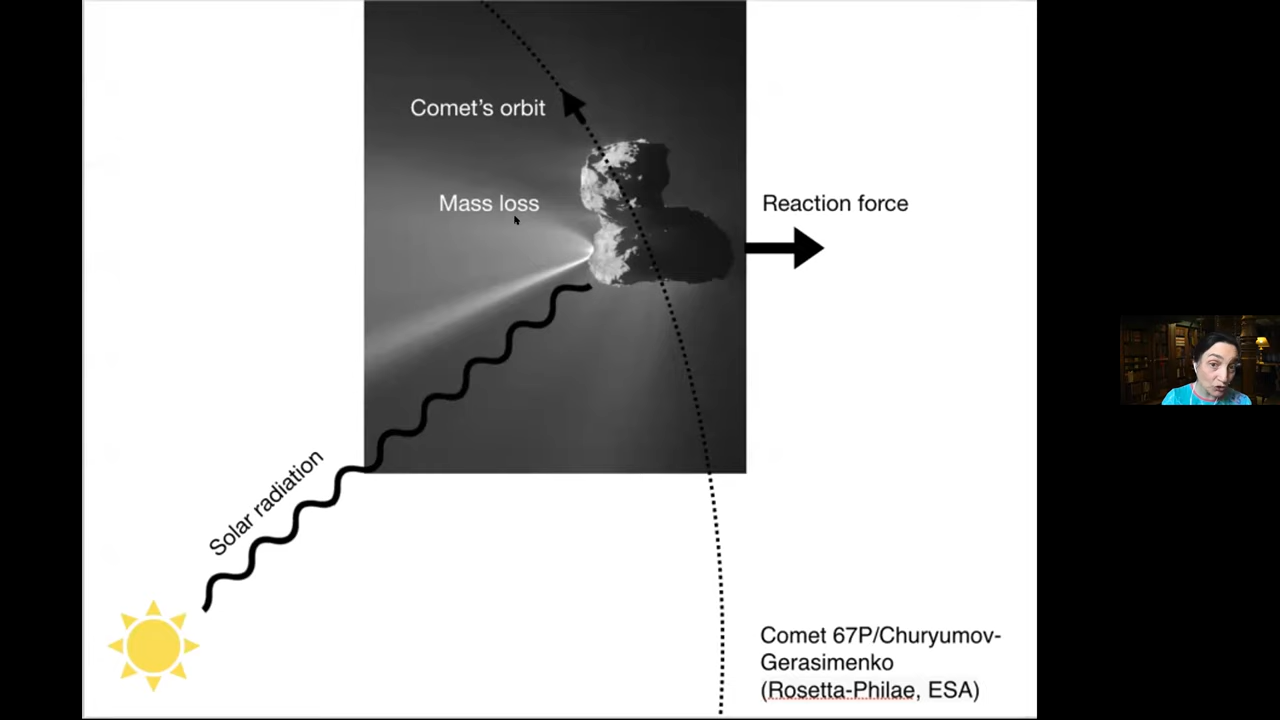 Comet's orbit
Mass loss
Reaction force
Solar radiation
Comet 67P/Churyumov-
Gerasimenko
(Rosetta-Philae, ESA)